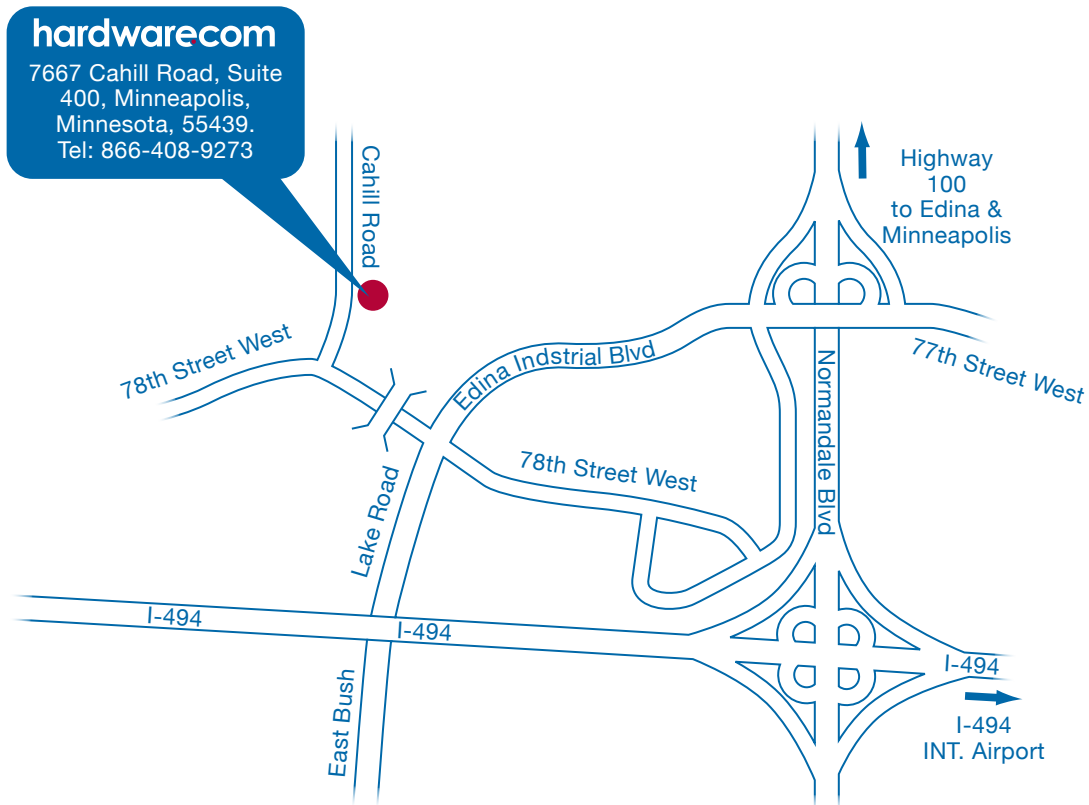 hardware.com
7667 Cahill Road, Suite
400, Minneapolis,
Minnesota, 55439.
Tel: 866-408-9273
Cahill Road
Highway
100
to Edina &
Minneapolis
78th Street West
Edina Indstrial Blvd
77th Street West
Normandale Blvd
78th Street West
Lake Road
I-494
I-494
I-494
East Bush
I-494
INT. Airport